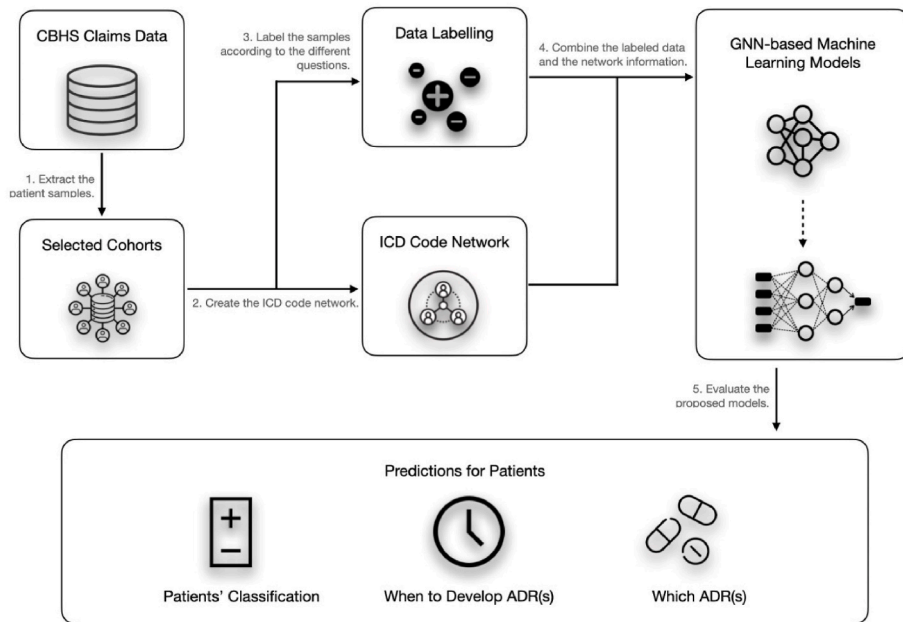 CBHS Claims Data
1. Extract the
patient samples.
Selected Cohorts
2. Create the ICD code network.
3. Label the samples
according to the different
questions.
Data Labelling
ICD Code Network
4. Combine the labeled data
and the network information.
GNN-based Machine
Learning Models
5. Evaluate the
proposed models.
Predictions for Patients
Patients' Classification
When to Develop ADR(s)
Which ADR(s)